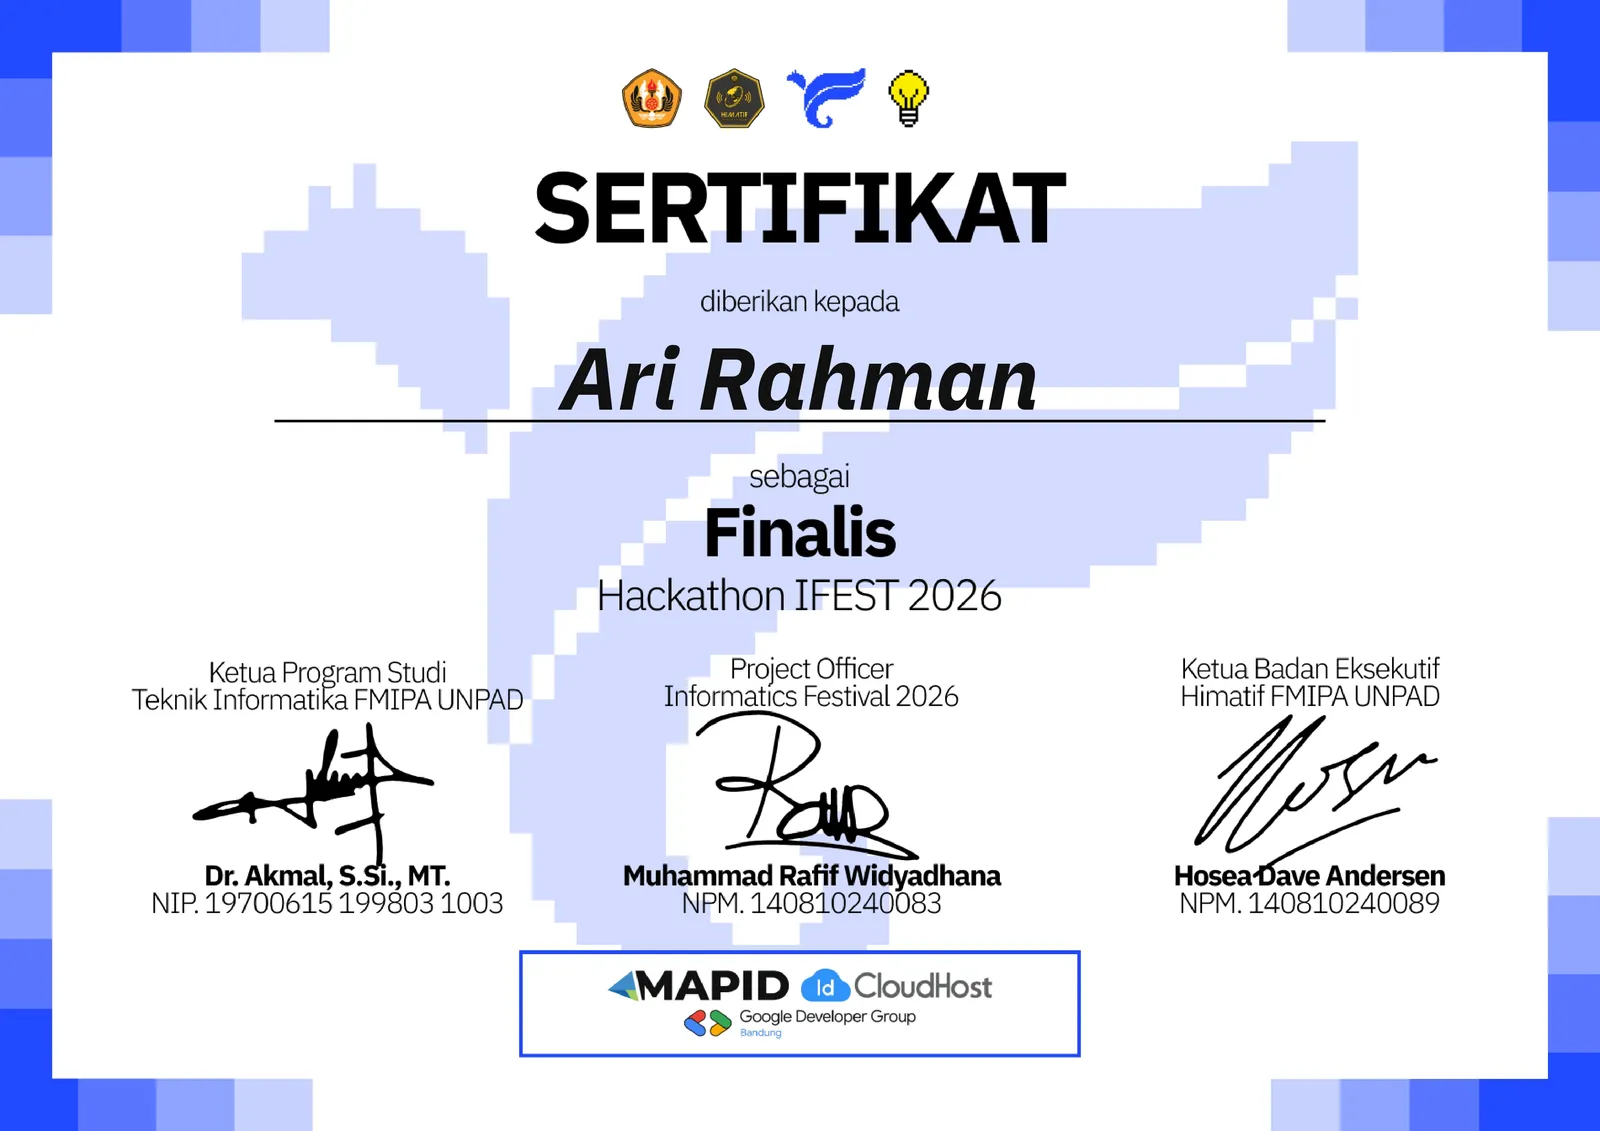 HIMATIF
SERTIFIKAT
diberikan kepada
Ari Rahman
sebagai
Finalis
Hackathon IFEST 2026
Ketua Program Studi
Teknik Informatika FMIPA UNPAD
Dr. Akmal, S.Si., MT.
NIP. 19700615 199803 1003
Project Officer
Informatics Festival 2026
Muhammad Rafif Widyadhana
NPM. 140810240083
Ketua Badan Eksekutif
Himatif FMIPA UNPAD
Hosea Dave Andersen
NPM. 140810240089
MAPID
Id CloudHost
Google Developer Group
Bandung